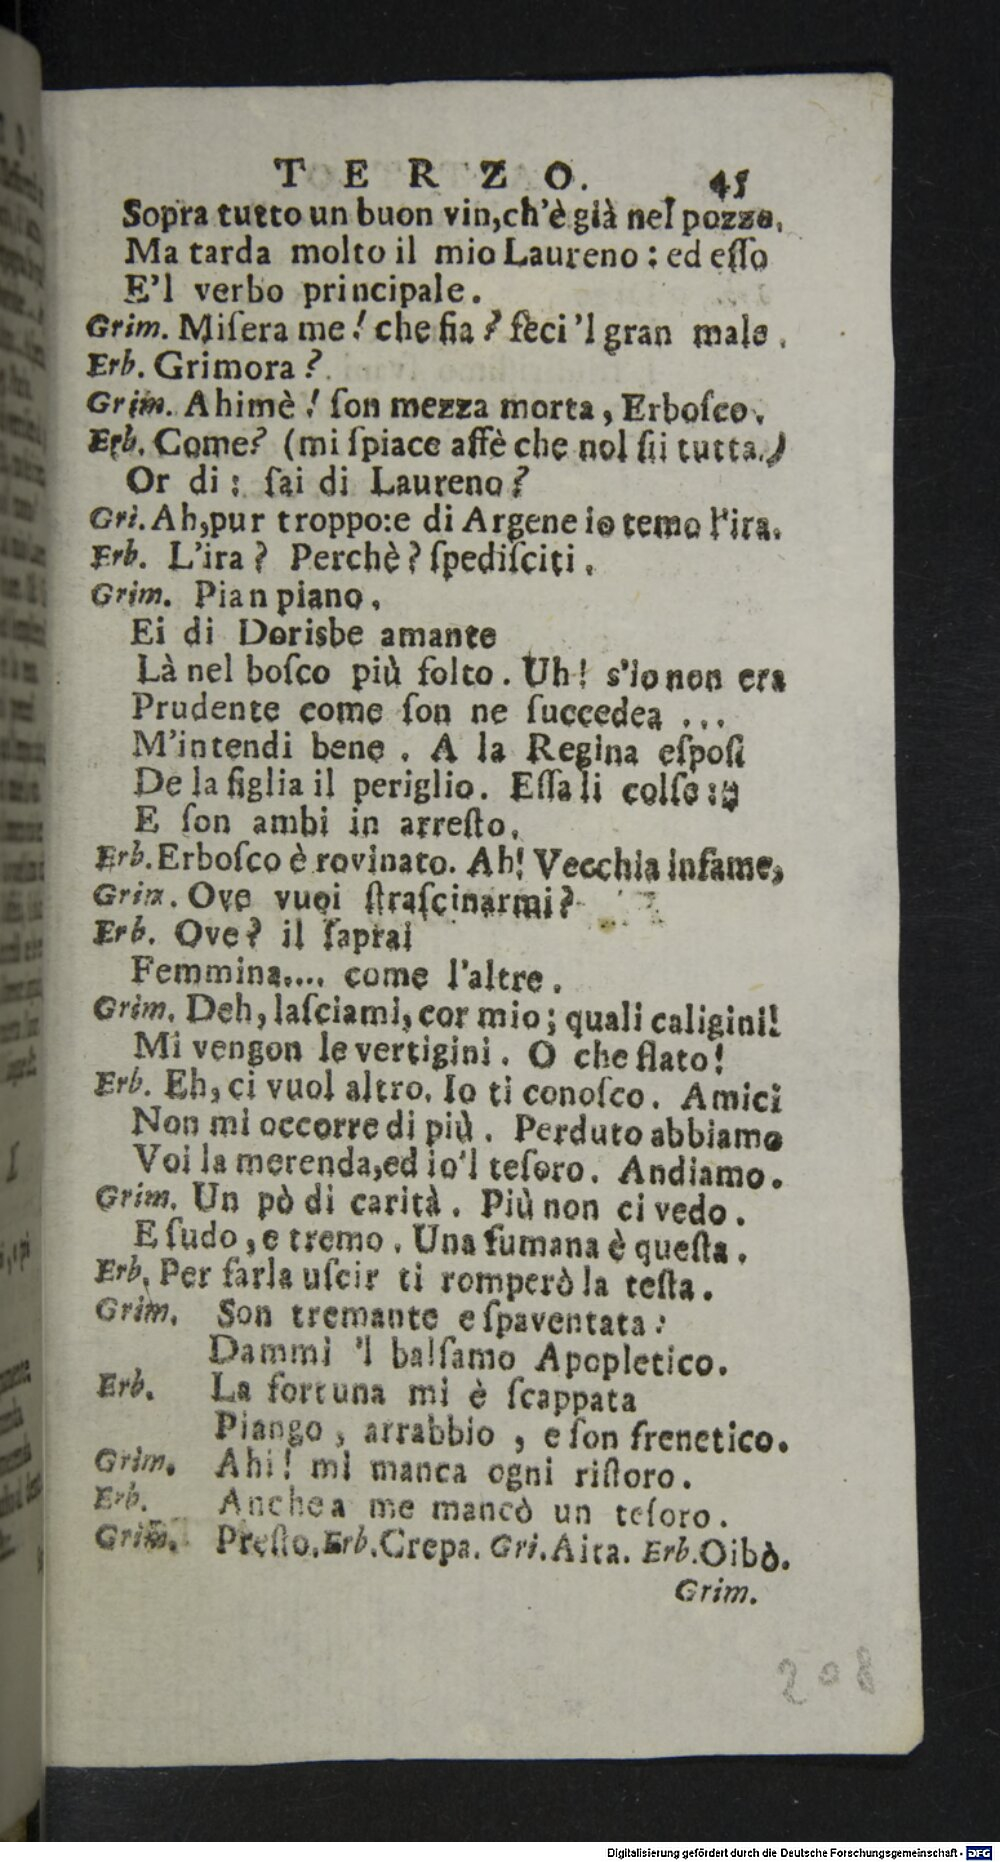 TERZO. 45
Sopra tutto un buon vin,ch'è già nel pozzo.
Ma tarda molto il mio Laureno: ed eſſo
E'l verbo principale.
Grim. Miſera me! che fia? feci 'l gran male.
Erb. Grimora?
Grim. Ahimè! ſon mezza morta, Erboſco.
Erb. Come? (mi ſpiace affè che nol ſii tutta.)
Or di: ſai di Laureno?
Gri. Ah,pur troppo:e di Argene io temo l'ira.
Erb. L'ira? Perchè? ſpediſciti.
Grim. Pian piano.
Ei di Dorisbe amante
Là nel boſco più folto. Uh! s'io non era
Prudente come ſon ne ſuccedea ...
M'intendi bene. A la Regina eſpoſi
De la figlia il periglio. Eſſa li colſe:
E ſon ambi in arreſto.
Erb. Erboſco è rovinato. Ah! Vecchia infame,
Grim. Ove vuoi ſtraſcinarmi?
Erb. Ove? il ſaprai
Femmina.... come l'altre.
Grim. Deh, laſciami, cor mio; quali caligini!
Mi vengon le vertigini. O che flato!
Erb. Eh, ci vuol altro. Io ti conoſco. Amici
Non mi occorre di più. Perduto abbiamo
Voi la merenda,ed io'l teſoro. Andiamo.
Grim. Un pò di carità. Più non ci vedo.
E ſudo, e tremo. Una fumana è queſta.
Erb. Per farla uſcir ti romperò la teſta.
Grim. Son tremante e ſpaventata:
Dammi 'l balſamo Apopletico.
Erb. La fortuna mi è ſcappata
Piango, arrabbio, e ſon frenetico.
Grim. Ahi! mi manca ogni riſtoro.
Erb. Anche a me mancò un teſoro.
Grim. Preſto. Erb. Crepa. Gri. Aita. Erb. Oibò.
Grim.
208
Digitalisierung gefördert durch die Deutsche Forschungsgemeinschaft - DFG